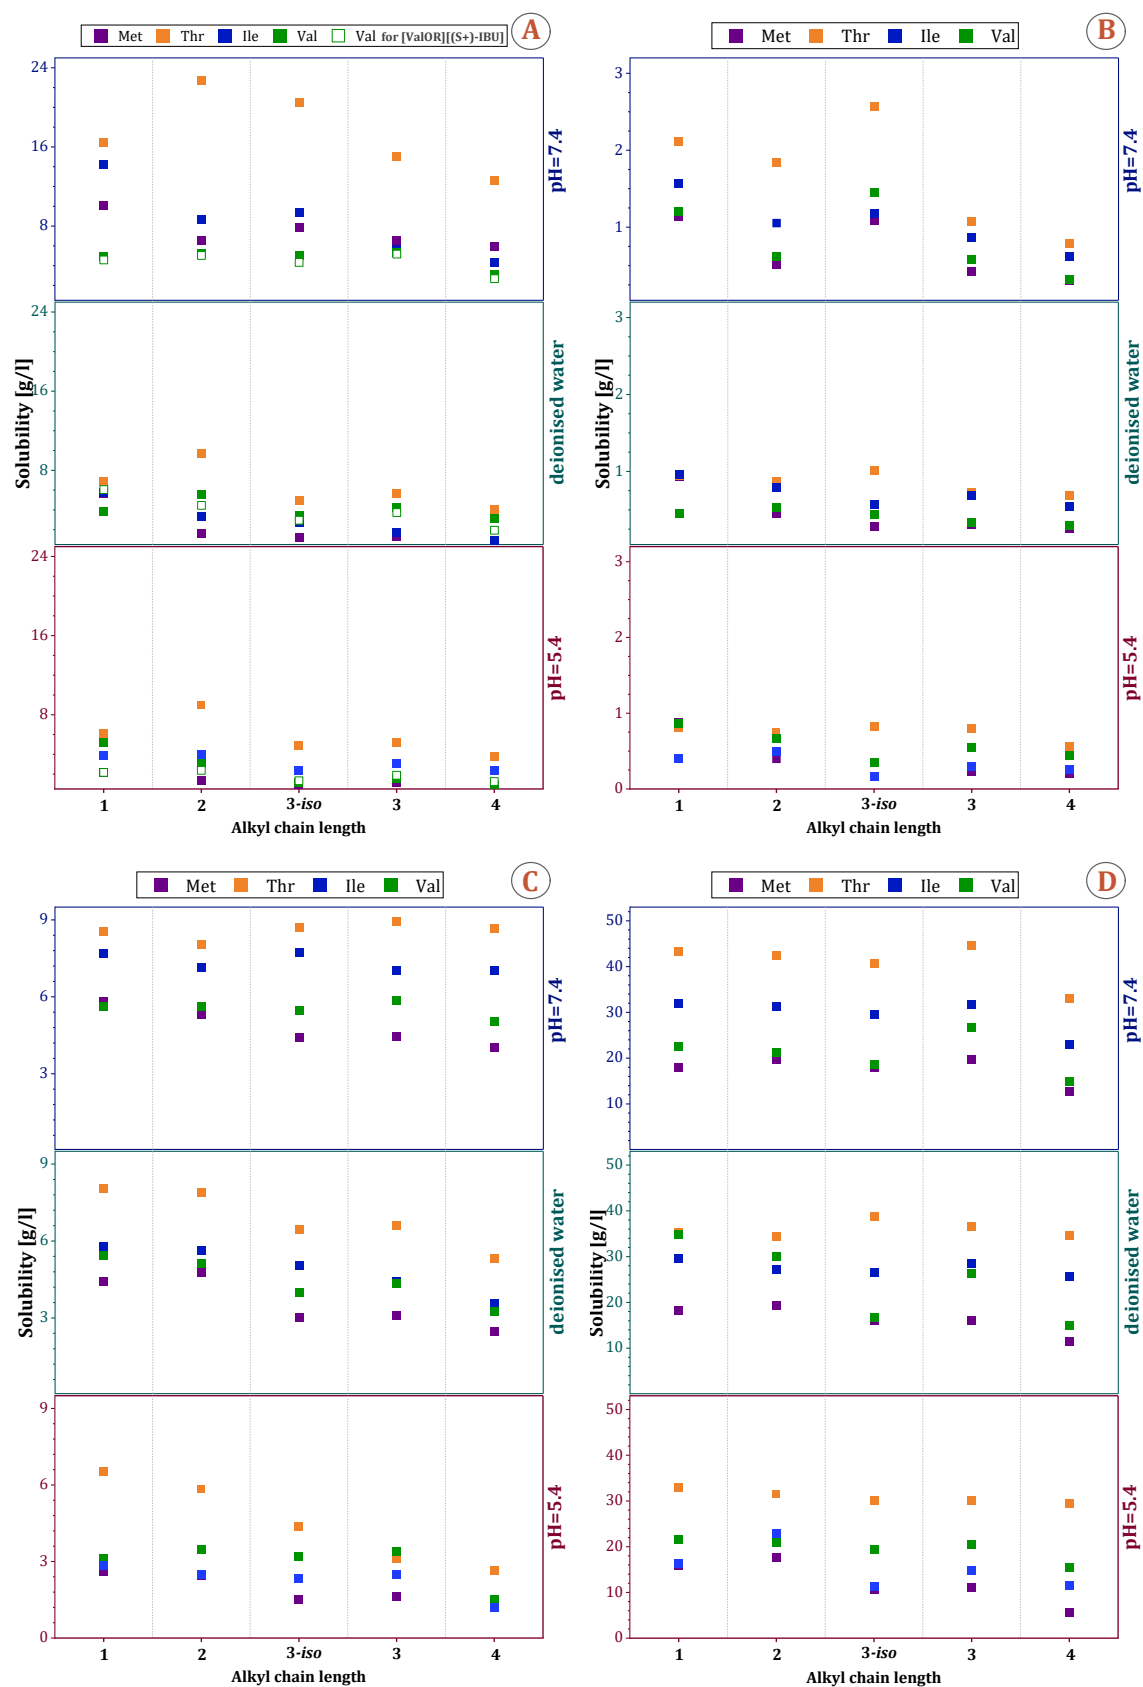 Met Thr Ile Val Val for [ValOR][(S+)-IBU]
A
24
16
8
pH=7.4
24
16
8
deionised water
24
16
8
pH=5.4
Solubility [g/l]
1 2 3-iso 3 4
Alkyl chain length
Met Thr Ile Val
B
3
2
1
pH=7.4
3
2
1
deionised water
3
2
1
0
pH=5.4
Solubility [g/l]
1 2 3-iso 3 4
Alkyl chain length
Met Thr Ile Val
C
9
6
3
pH=7.4
9
6
3
deionised water
9
6
3
0
pH=5.4
Solubility [g/l]
1 2 3-iso 3 4
Alkyl chain length
Met Thr Ile Val
D
50
40
30
20
10
pH=7.4
50
40
30
20
10
deionised water
50
40
30
20
10
0
pH=5.4
Solubility [g/l]
1 2 3-iso 3 4
Alkyl chain length